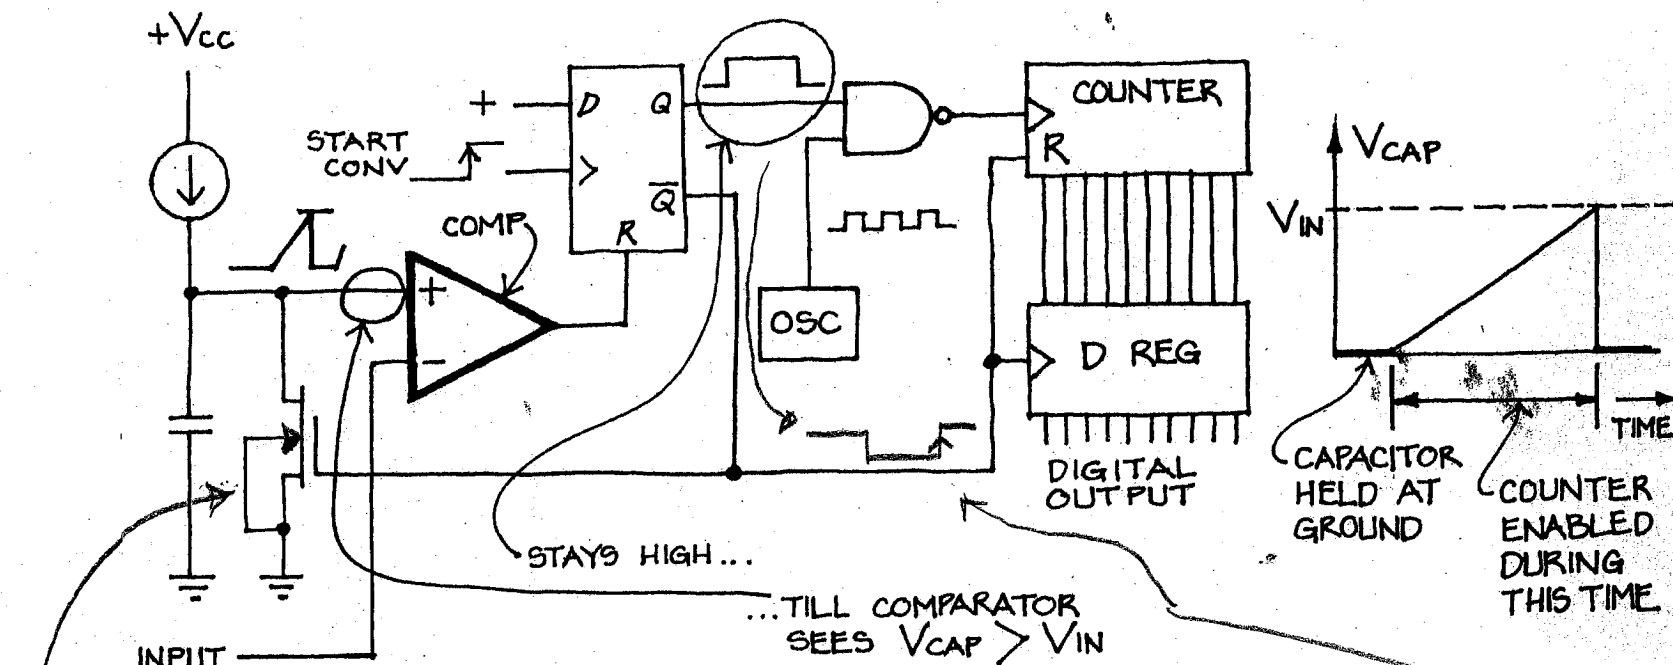 +VCC
START
CONV
+
D
Q
Q̅
R
COMP
+
−
INPUT
OSC
COUNTER
R
D REG
DIGITAL
OUTPUT
STAYS HIGH...
...TILL COMPARATOR
SEES VCAP > VIN
VCAP
VIN
TIME
CAPACITOR
HELD AT
GROUND
COUNTER
ENABLED
DURING
THIS TIME.